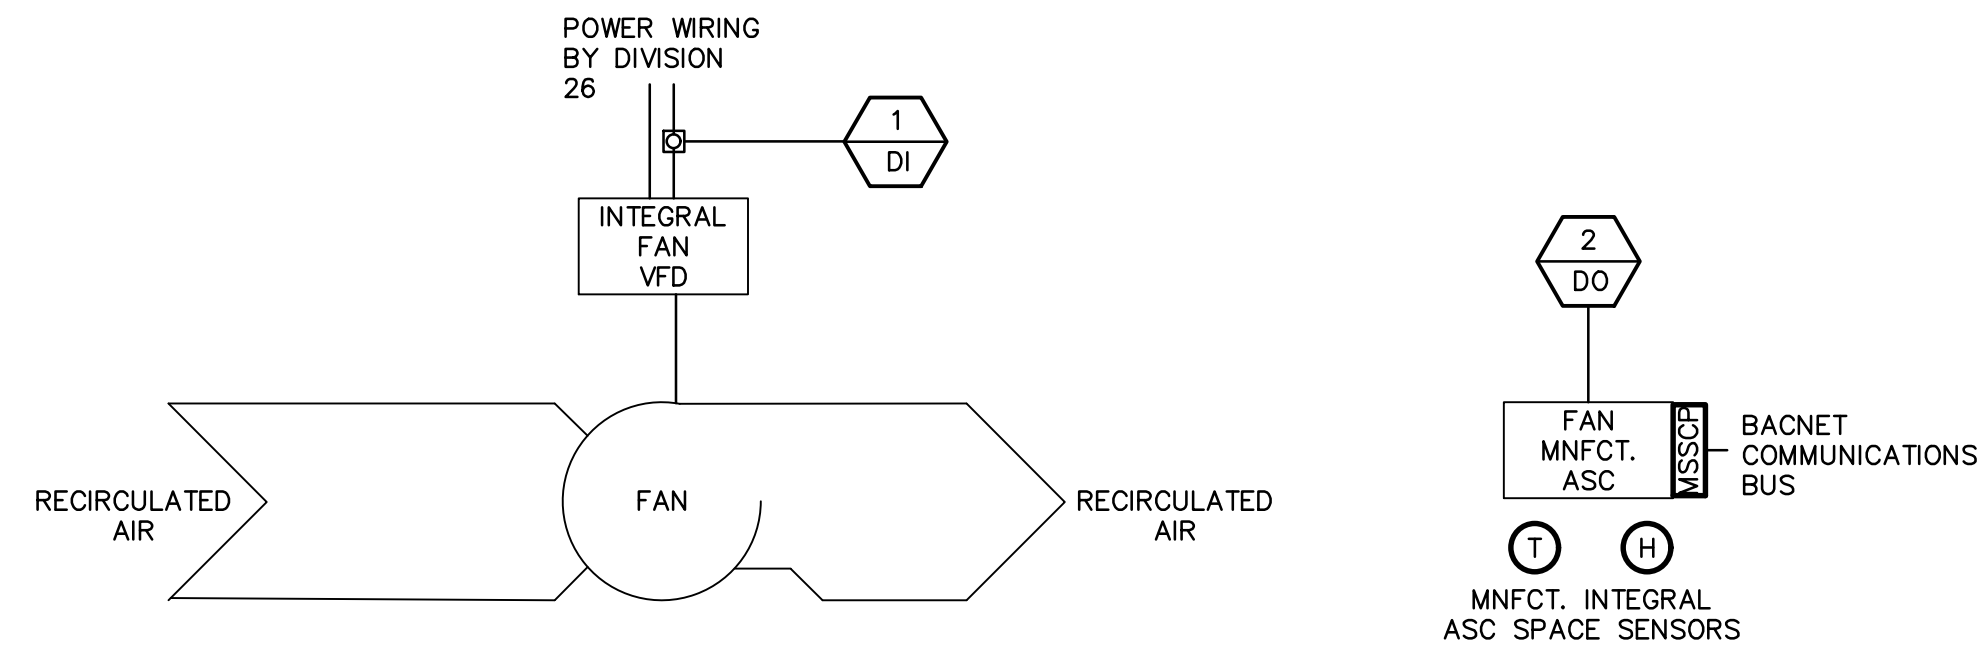 POWER WIRING
BY DIVISION
26
1
DI
INTEGRAL
FAN
VFD
2
DO
RECIRCULATED
AIR
FAN
RECIRCULATED
AIR
FAN
MNFCT.
ASC
MSSCP
BACNET
COMMUNICATIONS
BUS
T
H
MNFCT. INTEGRAL
ASC SPACE SENSORS